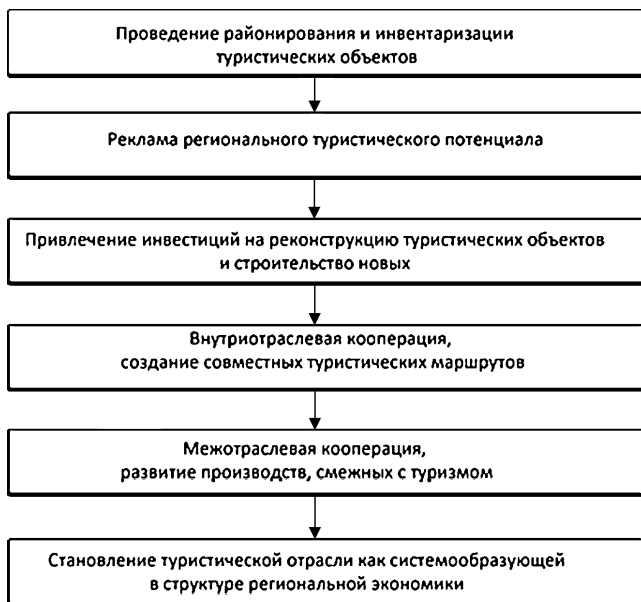 Проведение районирования и инвентаризации
туристических объектов
Реклама регионального туристического потенциала
Привлечение инвестиций на реконструкцию туристических объектов
и строительство новых
Внутриотраслевая кооперация,
создание совместных туристических маршрутов
Межотраслевая кооперация,
развитие производств, смежных с туризмом
Становление туристической отрасли как системообразующей
в структуре региональной экономики